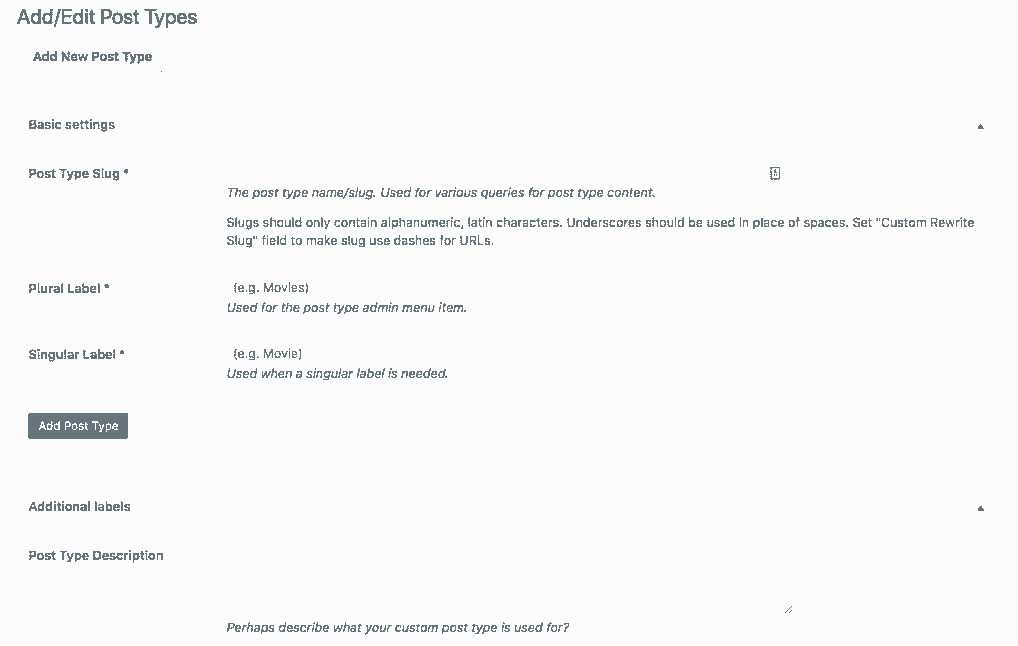 Add/Edit Post Types
Add New Post Type
Basic settings
Post Type Slug *
The post type name/slug. Used for various queries for post type content.
Slugs should only contain alphanumeric, latin characters. Underscores should be used in place of spaces. Set "Custom Rewrite
Slug" field to make slug use dashes for URLs.
Plural Label *
(e.g. Movies)
Used for the post type admin menu item.
Singular Label *
(e.g. Movie)
Used when a singular label is needed.
Add Post Type
Additional labels
Post Type Description
Perhaps describe what your custom post type is used for?